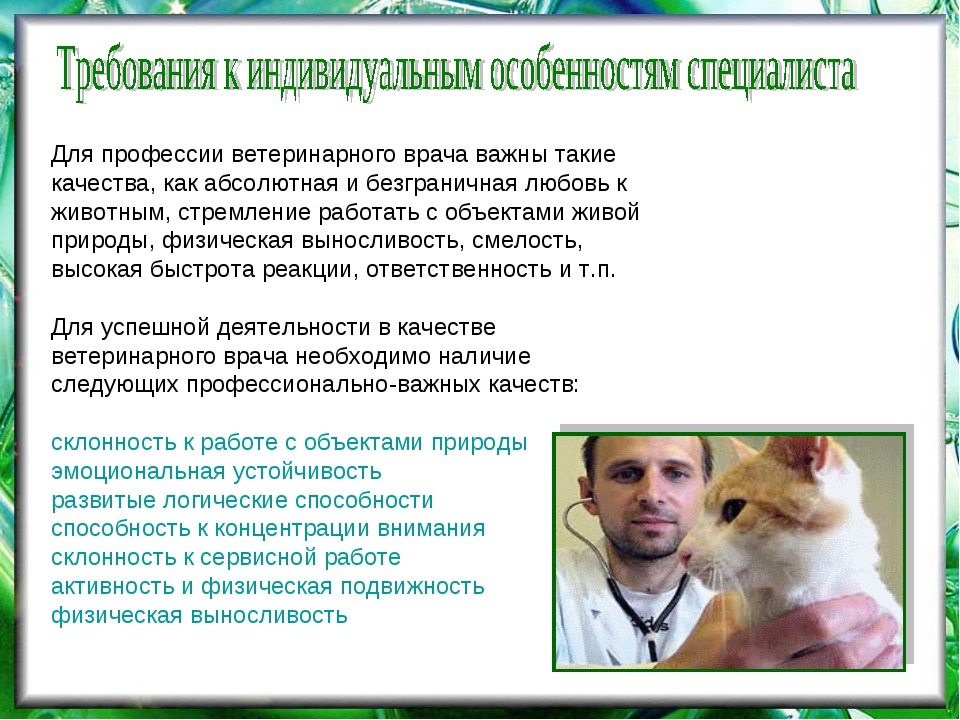 Требования к индивидуальным особенностям специалиста
Для профессии ветеринарного врача важны такие
качества, как абсолютная и безграничная любовь к
животным, стремление работать с объектами живой
природы, физическая выносливость, смелость,
высокая быстрота реакции, ответственность и т.п.
Для успешной деятельности в качестве
ветеринарного врача необходимо наличие
следующих профессионально-важных качеств:
склонность к работе с объектами природы
эмоциональная устойчивость
развитые логические способности
способность к концентрации внимания
склонность к сервисной работе
активность и физическая подвижность
физическая выносливость